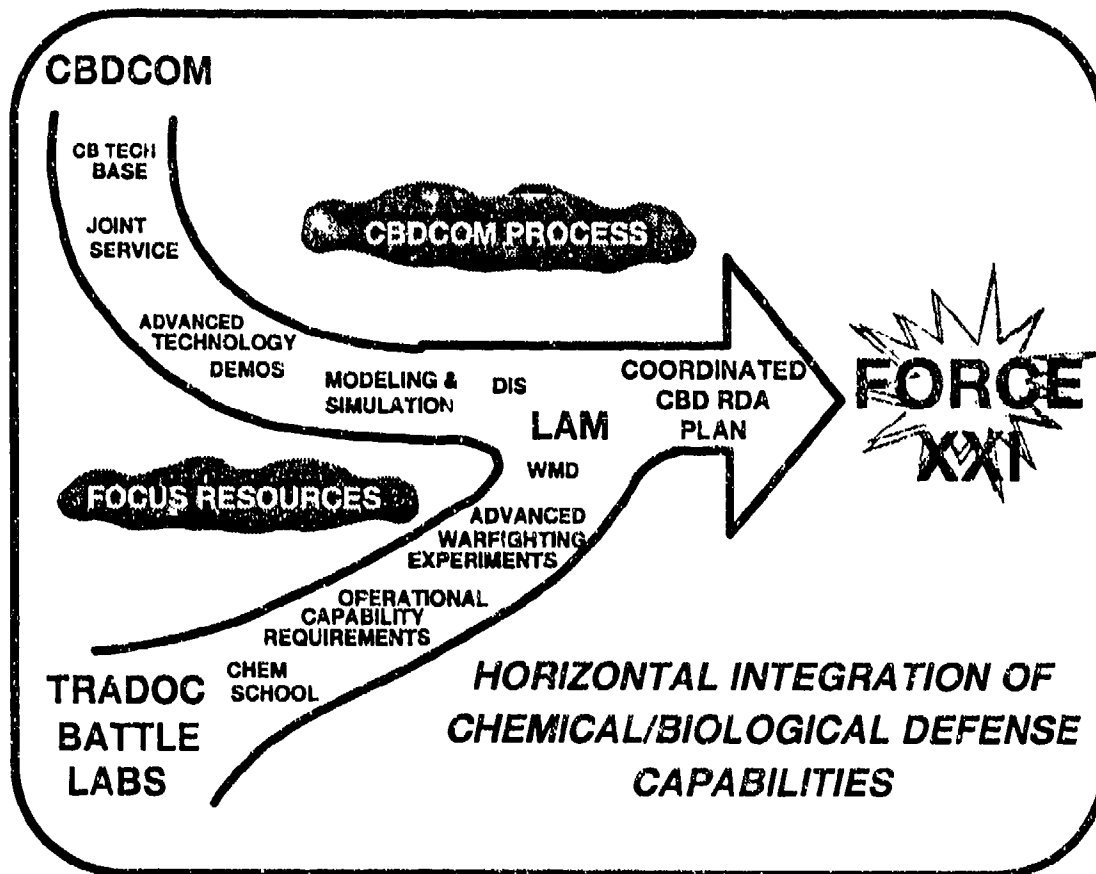 CBDCOM
CB TECH
BASE
JOINT
SERVICE
CBDCOM PROCESS
ADVANCED
TECHNOLOGY
DEMOS
MODELING &
SIMULATION
DIS
LAM
WMD
COORDINATED
CBD RDA
PLAN
FORCE
XXI
FOCUS RESOURCES
ADVANCED
WARFIGHTING
EXPERIMENTS
OPERATIONAL
CAPABILITY
REQUIREMENTS
CHEM
SCHOOL
TRADOC
BATTLE
LABS
HORIZONTAL INTEGRATION OF
CHEMICAL/BIOLOGICAL DEFENSE
CAPABILITIES